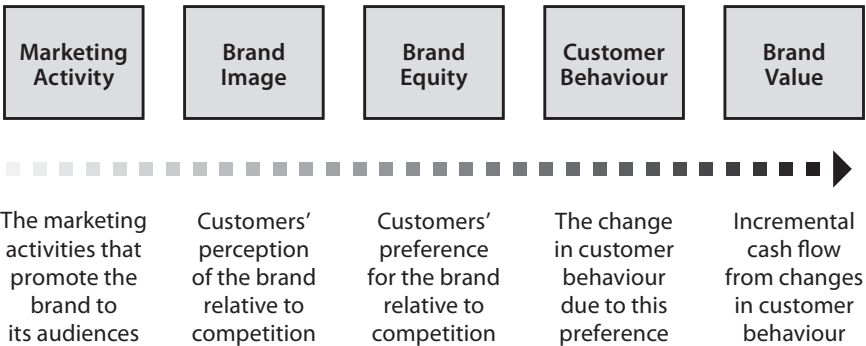 Marketing
Activity
Brand
Image
Brand
Equity
Customer
Behaviour
Brand
Value
The marketing
activities that
promote the
brand to
its audiences
Customers’
perception
of the brand
relative to
competition
Customers’
preference
for the brand
relative to
competition
The change
in customer
behaviour
due to this
preference
Incremental
cash flow
from changes
in customer
behaviour